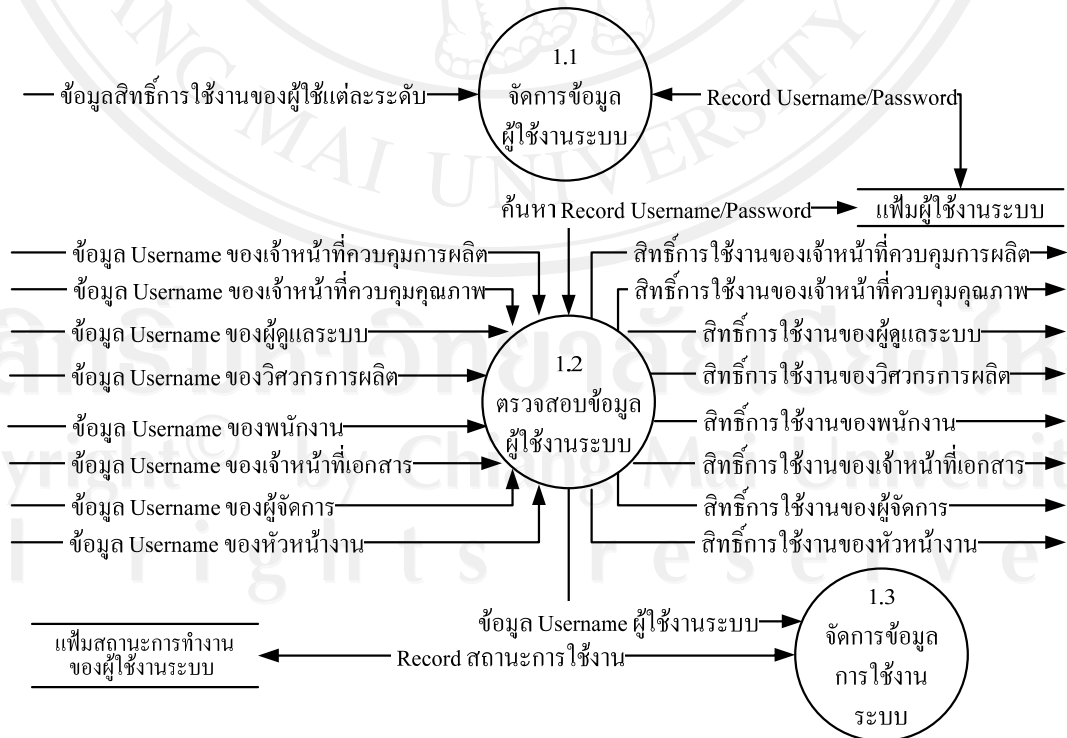 1.1
จัดการข้อมูล
ผู้ใช้งานระบบ
ข้อมูลสิทธิ์การใช้งานของผู้ใช้แต่ละระดับ
Record Username/Password
ค้นหา Record Username/Password
แฟ้มผู้ใช้งานระบบ
ข้อมูล Username ของเจ้าหน้าที่ควบคุมการผลิต
สิทธิ์การใช้งานของเจ้าหน้าที่ควบคุมการผลิต
ข้อมูล Username ของเจ้าหน้าที่ควบคุมคุณภาพ
สิทธิ์การใช้งานของเจ้าหน้าที่ควบคุมคุณภาพ
ข้อมูล Username ของผู้ดูแลระบบ
สิทธิ์การใช้งานของผู้ดูแลระบบ
ข้อมูล Username ของวิศวกรการผลิต
สิทธิ์การใช้งานของวิศวกรการผลิต
1.2
ตรวจสอบข้อมูล
ผู้ใช้งานระบบ
ข้อมูล Username ของพนักงาน
สิทธิ์การใช้งานของพนักงาน
ข้อมูล Username ของเจ้าหน้าที่เอกสาร
สิทธิ์การใช้งานของเจ้าหน้าที่เอกสาร
ข้อมูล Username ของผู้จัดการ
สิทธิ์การใช้งานของผู้จัดการ
ข้อมูล Username ของหัวหน้างาน
สิทธิ์การใช้งานของหัวหน้างาน
ข้อมูล Username ผู้ใช้งานระบบ
1.3
จัดการข้อมูล
การใช้งาน
ระบบ
แฟ้มสถานะการทำงาน
ของผู้ใช้งานระบบ
Record สถานะการใช้งาน
ING MAI UNIVERSITY
yright© by Chiang Mai Universit
l rights reserve